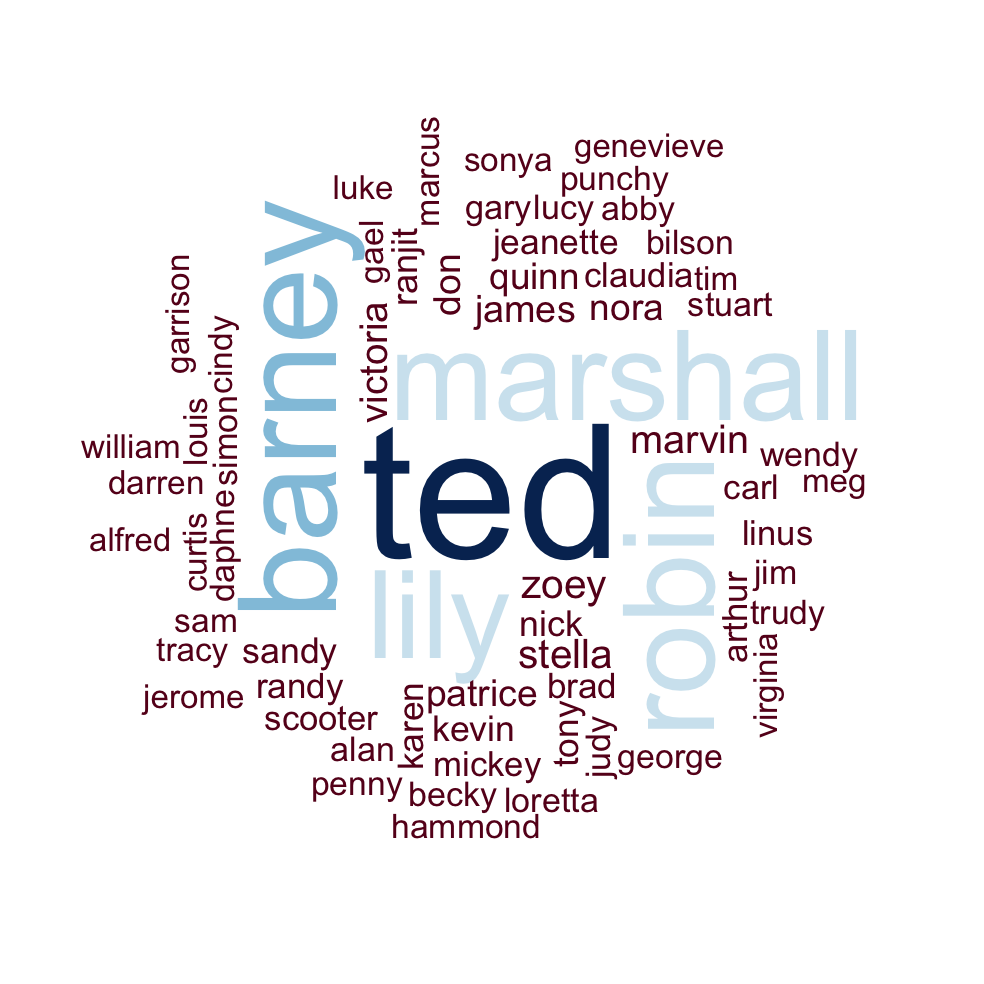 marcus
sonya
genevieve
luke
punchy
gary
lucy
abby
gael
ranjit
jeanette
bilson
barney
don
quinn
claudia
tim
garrison
cindy
victoria
james
nora
stuart
marshall
louis
simon
william
ted
marvin
wendy
darren
carl
meg
robin
alfred
curtis
daphne
linus
lily
zoey
jim
arthur
trudy
sam
nick
tracy
sandy
stella
virginia
jerome
randy
karen
patrice
brad
scooter
kevin
tony
judy
alan
mickey
george
penny
becky
loretta
hammond